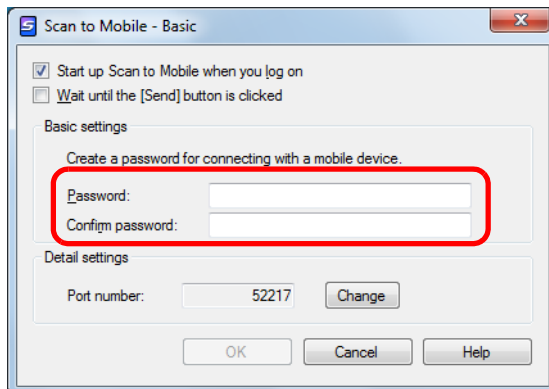 Scan to Mobile - Basic
Start up Scan to Mobile when you log on
Wait until the [Send] button is clicked
Basic settings
Create a password for connecting with a mobile device.
Password:
Confirm password:
Detail settings
Port number: 52217 Change
OK Cancel Help